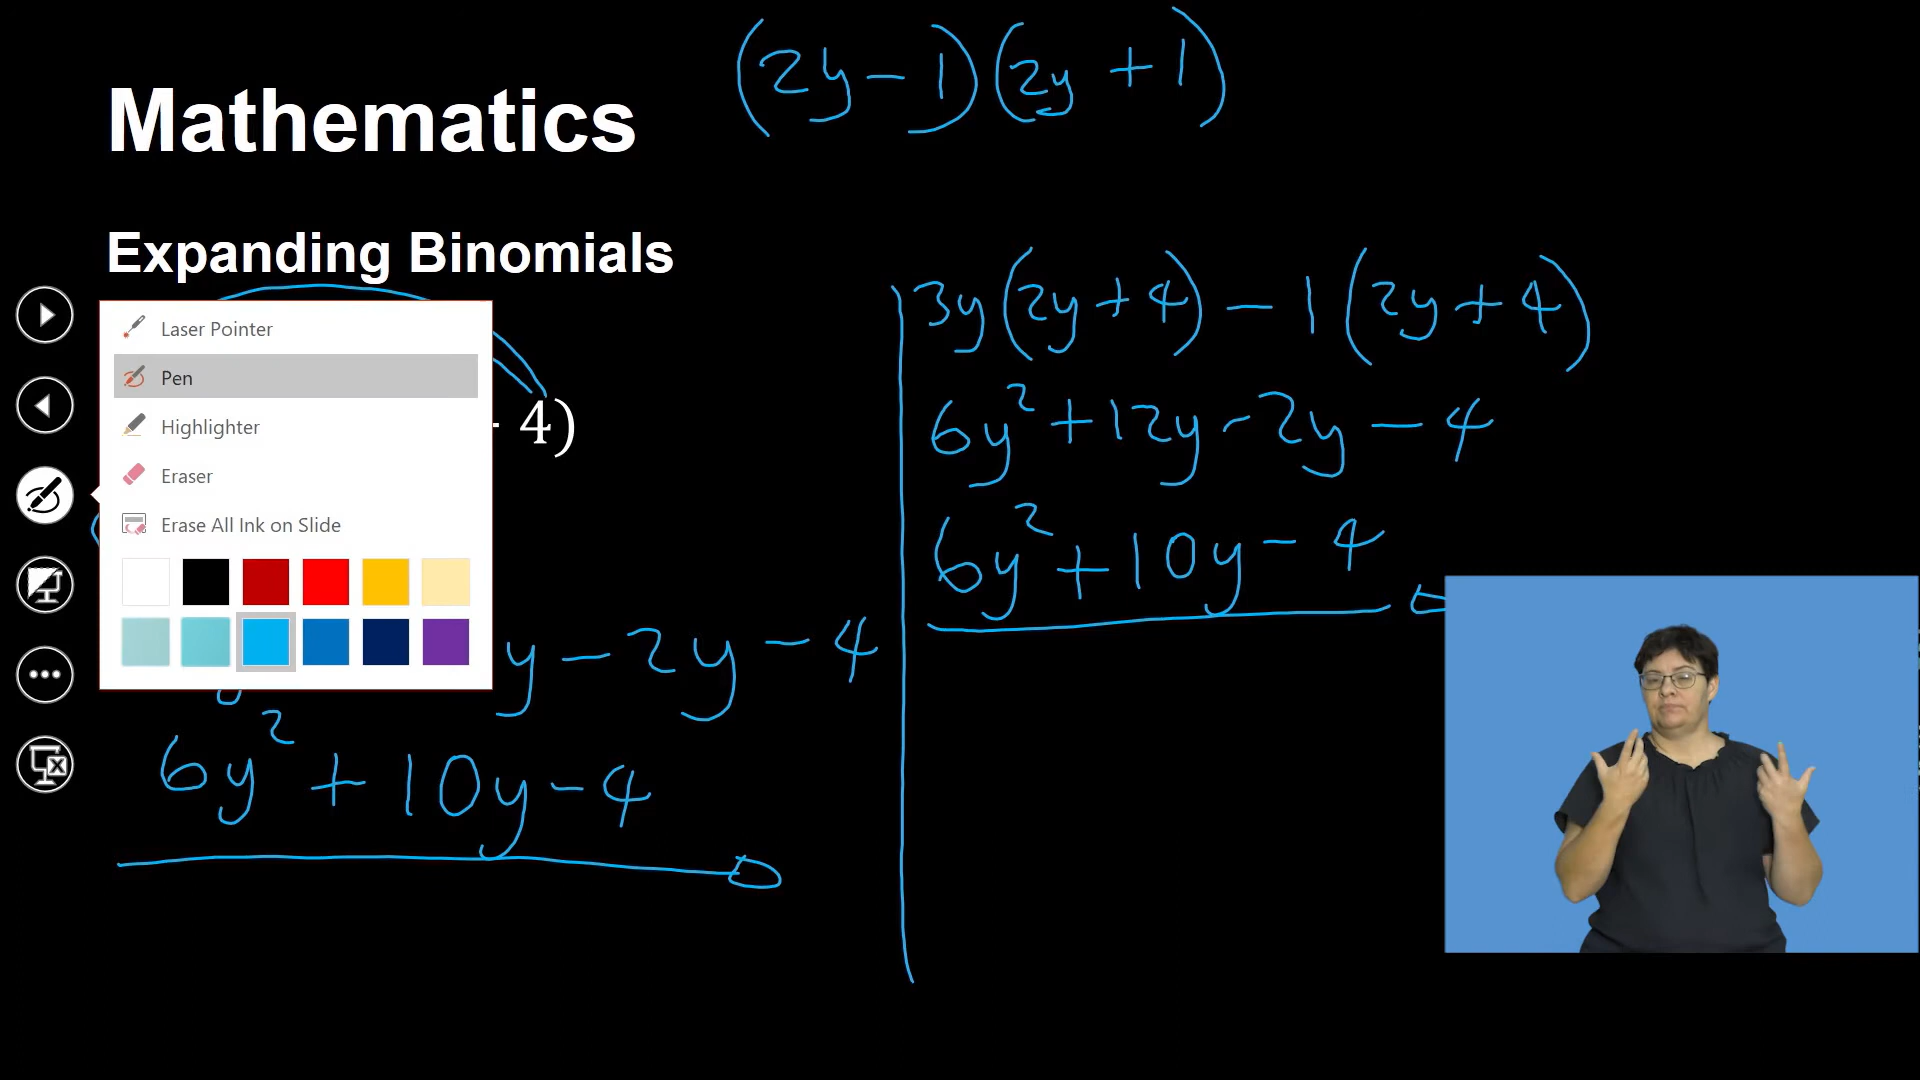 (2y - 1)(2y + 1)
Mathematics
Expanding Binomials
Laser Pointer
Pen
Highlighter
Eraser
Erase All Ink on Slide
4)
y - 2y - 4
6y² + 10y - 4
3y(2y + 4) - 1(2y + 4)
6y² + 12y - 2y - 4
6y² + 10y - 4